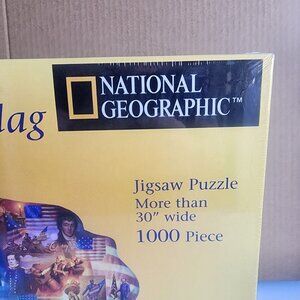 NATIONAL
GEOGRAPHIC™
lag
Jigsaw Puzzle
More than
30" wide
1000 Piece